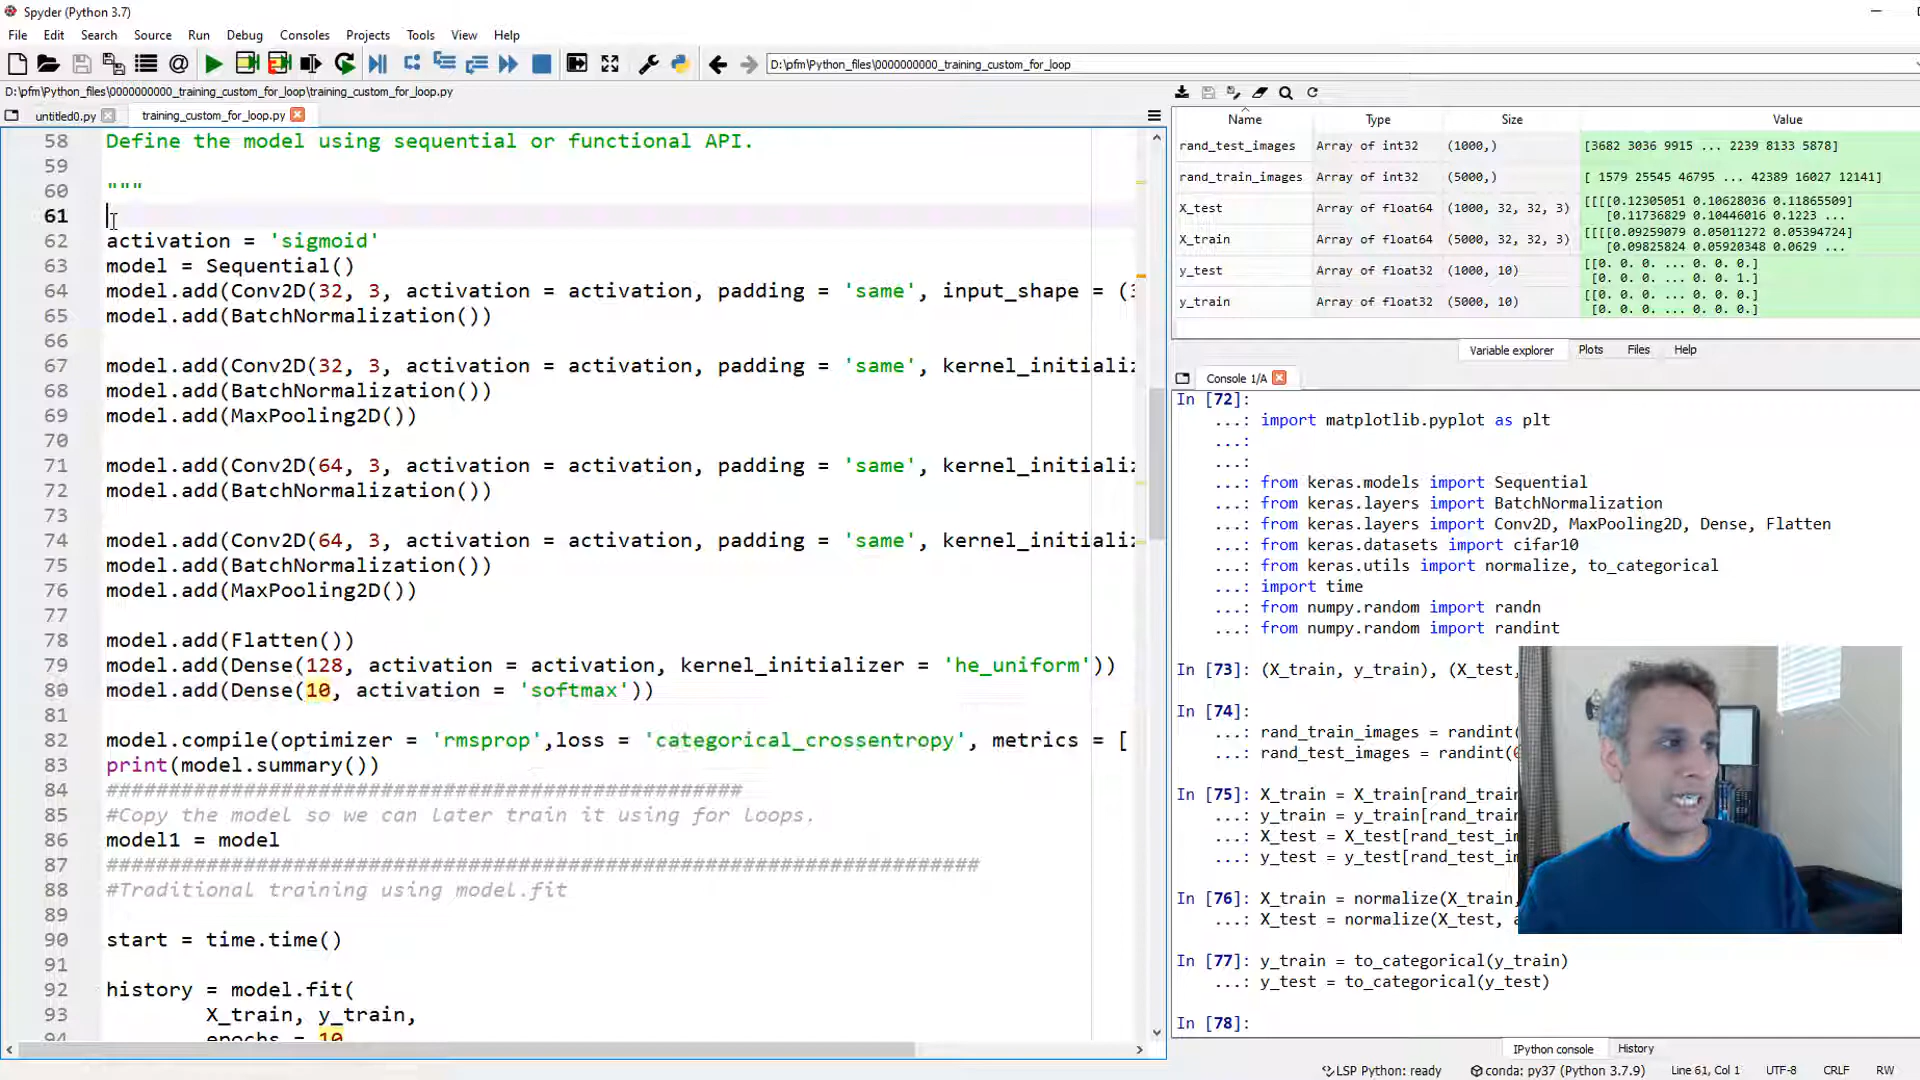 Spyder (Python 3.7)
File Edit Search Source Run Debug Consoles Projects Tools View Help
D:\pfm\Python_files\0000000000_training_custom_for_loop
D:\pfm\Python_files\0000000000_training_custom_for_loop\training_custom_for_loop.py
untitled0.py training_custom_for_loop.py
58 Define the model using sequential or functional API.
59
60 """
61
62 activation = 'sigmoid'
63 model = Sequential()
64 model.add(Conv2D(32, 3, activation = activation, padding = 'same', input_shape = (3
65 model.add(BatchNormalization())
66
67 model.add(Conv2D(32, 3, activation = activation, padding = 'same', kernel_initializ
68 model.add(BatchNormalization())
69 model.add(MaxPooling2D())
70
71 model.add(Conv2D(64, 3, activation = activation, padding = 'same', kernel_initializ
72 model.add(BatchNormalization())
73
74 model.add(Conv2D(64, 3, activation = activation, padding = 'same', kernel_initializ
75 model.add(BatchNormalization())
76 model.add(MaxPooling2D())
77
78 model.add(Flatten())
79 model.add(Dense(128, activation = activation, kernel_initializer = 'he_uniform'))
80 model.add(Dense(10, activation = 'softmax'))
81
82 model.compile(optimizer = 'rmsprop',loss = 'categorical_crossentropy', metrics = [
83 print(model.summary())
84 ###################################################
85 #Copy the model so we can later train it using for loops.
86 model1 = model
87 ######################################################################
88 #Traditional training using model.fit
89
90 start = time.time()
91
92 history = model.fit(
93 X_train, y_train,
94 epochs = 10
Name Type Size Value
rand_test_images Array of int32 (1000,) [3682 3036 9915 ... 2239 8133 5878]
rand_train_images Array of int32 (5000,) [ 1579 25545 46795 ... 42389 16027 12141]
X_test Array of float64 (1000, 32, 32, 3) [[[[0.12305051 0.10628036 0.11865509]
[0.11736829 0.10446016 0.1223 ...
X_train Array of float64 (5000, 32, 32, 3) [[[[0.09259079 0.05011272 0.05394724]
[0.09825824 0.05920348 0.0629 ...
y_test Array of float32 (1000, 10) [[0. 0. 0. ... 0. 0. 0.]
[0. 0. 0. ... 0. 0. 1.]
y_train Array of float32 (5000, 10) [[0. 0. 0. ... 0. 0. 0.]
[0. 0. 0. ... 0. 0. 0.]
Variable explorer Plots Files Help
Console 1/A
In [72]:
...: import matplotlib.pyplot as plt
...:
...:
...: from keras.models import Sequential
...: from keras.layers import BatchNormalization
...: from keras.layers import Conv2D, MaxPooling2D, Dense, Flatten
...: from keras.datasets import cifar10
...: from keras.utils import normalize, to_categorical
...: import time
...: from numpy.random import randn
...: from numpy.random import randint
In [73]: (X_train, y_train), (X_test,
In [74]:
...: rand_train_images = randint(
...: rand_test_images = randint(0
In [75]: X_train = X_train[rand_train
...: y_train = y_train[rand_train
...: X_test = X_test[rand_test_im
...: y_test = y_test[rand_test_im
In [76]: X_train = normalize(X_train,
...: X_test = normalize(X_test, a
In [77]: y_train = to_categorical(y_train)
...: y_test = to_categorical(y_test)
In [78]:
IPython console History
LSP Python: ready conda: py37 (Python 3.7.9) Line 61, Col 1 UTF-8 CRLF RW